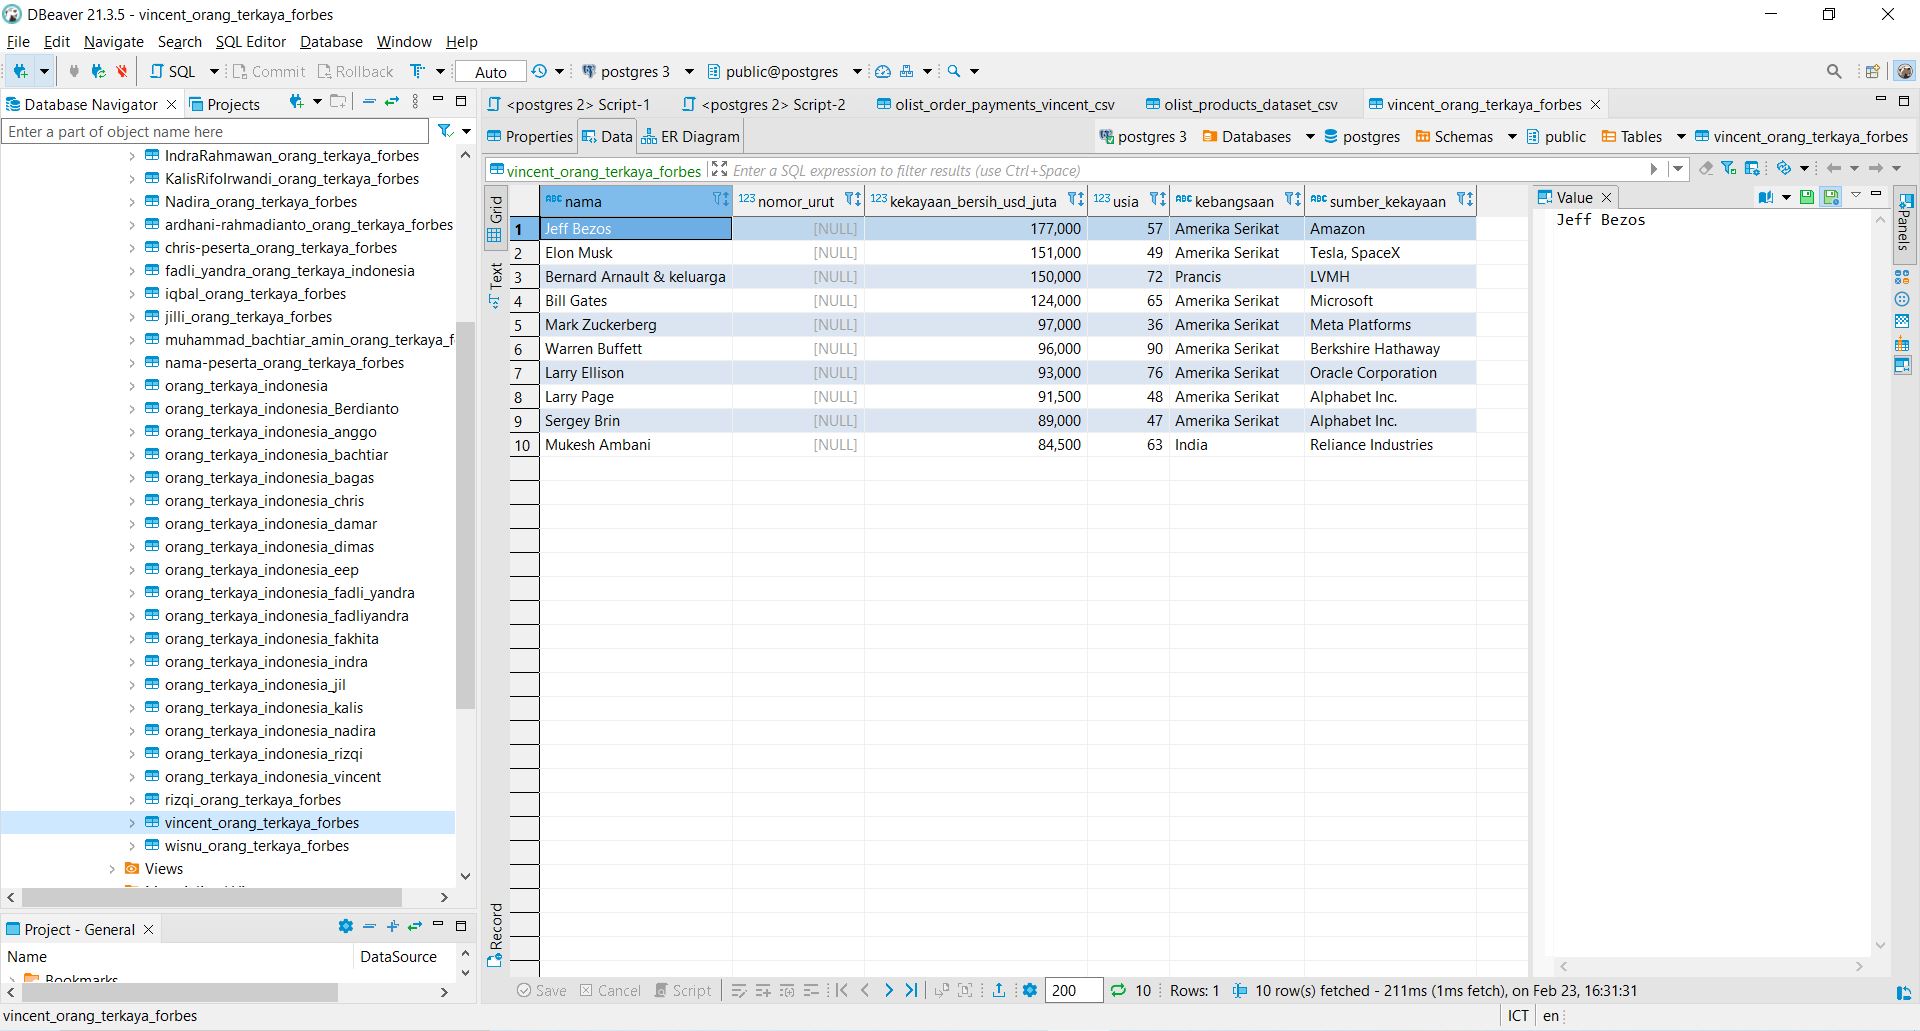 DBeaver 21.3.5 - vincent_orang_terkaya_forbes
File Edit Navigate Search SQL Editor Database Window Help
SQL Commit Rollback Auto postgres 3 public@postgres
Database Navigator Projects
Enter a part of object name here
IndraRahmawan_orang_terkaya_forbes
KalisRifoIrwandi_orang_terkaya_forbes
Nadira_orang_terkaya_forbes
ardhani-rahmadianto_orang_terkaya_forbes
chris-peserta_orang_terkaya_forbes
fadli_yandra_orang_terkaya_indonesia
iqbal_orang_terkaya_forbes
jilli_orang_terkaya_forbes
muhammad_bachtiar_amin_orang_terkaya_f
nama-peserta_orang_terkaya_forbes
orang_terkaya_indonesia
orang_terkaya_indonesia_Berdianto
orang_terkaya_indonesia_anggo
orang_terkaya_indonesia_bachtiar
orang_terkaya_indonesia_bagas
orang_terkaya_indonesia_chris
orang_terkaya_indonesia_damar
orang_terkaya_indonesia_dimas
orang_terkaya_indonesia_eep
orang_terkaya_indonesia_fadli_yandra
orang_terkaya_indonesia_fadliyandra
orang_terkaya_indonesia_fakhita
orang_terkaya_indonesia_indra
orang_terkaya_indonesia_jil
orang_terkaya_indonesia_kalis
orang_terkaya_indonesia_nadira
orang_terkaya_indonesia_rizqi
orang_terkaya_indonesia_vincent
rizqi_orang_terkaya_forbes
vincent_orang_terkaya_forbes
wisnu_orang_terkaya_forbes
Views
Project - General
Name DataSource
Bookmarks
<postgres 2> Script-1 <postgres 2> Script-2 olist_order_payments_vincent_csv olist_products_dataset_csv vincent_orang_terkaya_forbes
Properties Data ER Diagram postgres 3 Databases postgres Schemas public Tables vincent_orang_terkaya_forbes
vincent_orang_terkaya_forbes Enter a SQL expression to filter results (use Ctrl+Space)
Grid
Text
Record
ABC nama 123 nomor_urut 123 kekayaan_bersih_usd_juta 123 usia ABC kebangsaan ABC sumber_kekayaan
1 Jeff Bezos [NULL] 177,000 57 Amerika Serikat Amazon
2 Elon Musk [NULL] 151,000 49 Amerika Serikat Tesla, SpaceX
3 Bernard Arnault & keluarga [NULL] 150,000 72 Prancis LVMH
4 Bill Gates [NULL] 124,000 65 Amerika Serikat Microsoft
5 Mark Zuckerberg [NULL] 97,000 36 Amerika Serikat Meta Platforms
6 Warren Buffett [NULL] 96,000 90 Amerika Serikat Berkshire Hathaway
7 Larry Ellison [NULL] 93,000 76 Amerika Serikat Oracle Corporation
8 Larry Page [NULL] 91,500 48 Amerika Serikat Alphabet Inc.
9 Sergey Brin [NULL] 89,000 47 Amerika Serikat Alphabet Inc.
10 Mukesh Ambani [NULL] 84,500 63 India Reliance Industries
Value
Jeff Bezos
Panels
Save Cancel Script 200 10 Rows: 1 10 row(s) fetched - 211ms (1ms fetch), on Feb 23, 16:31:31
vincent_orang_terkaya_forbes ICT en